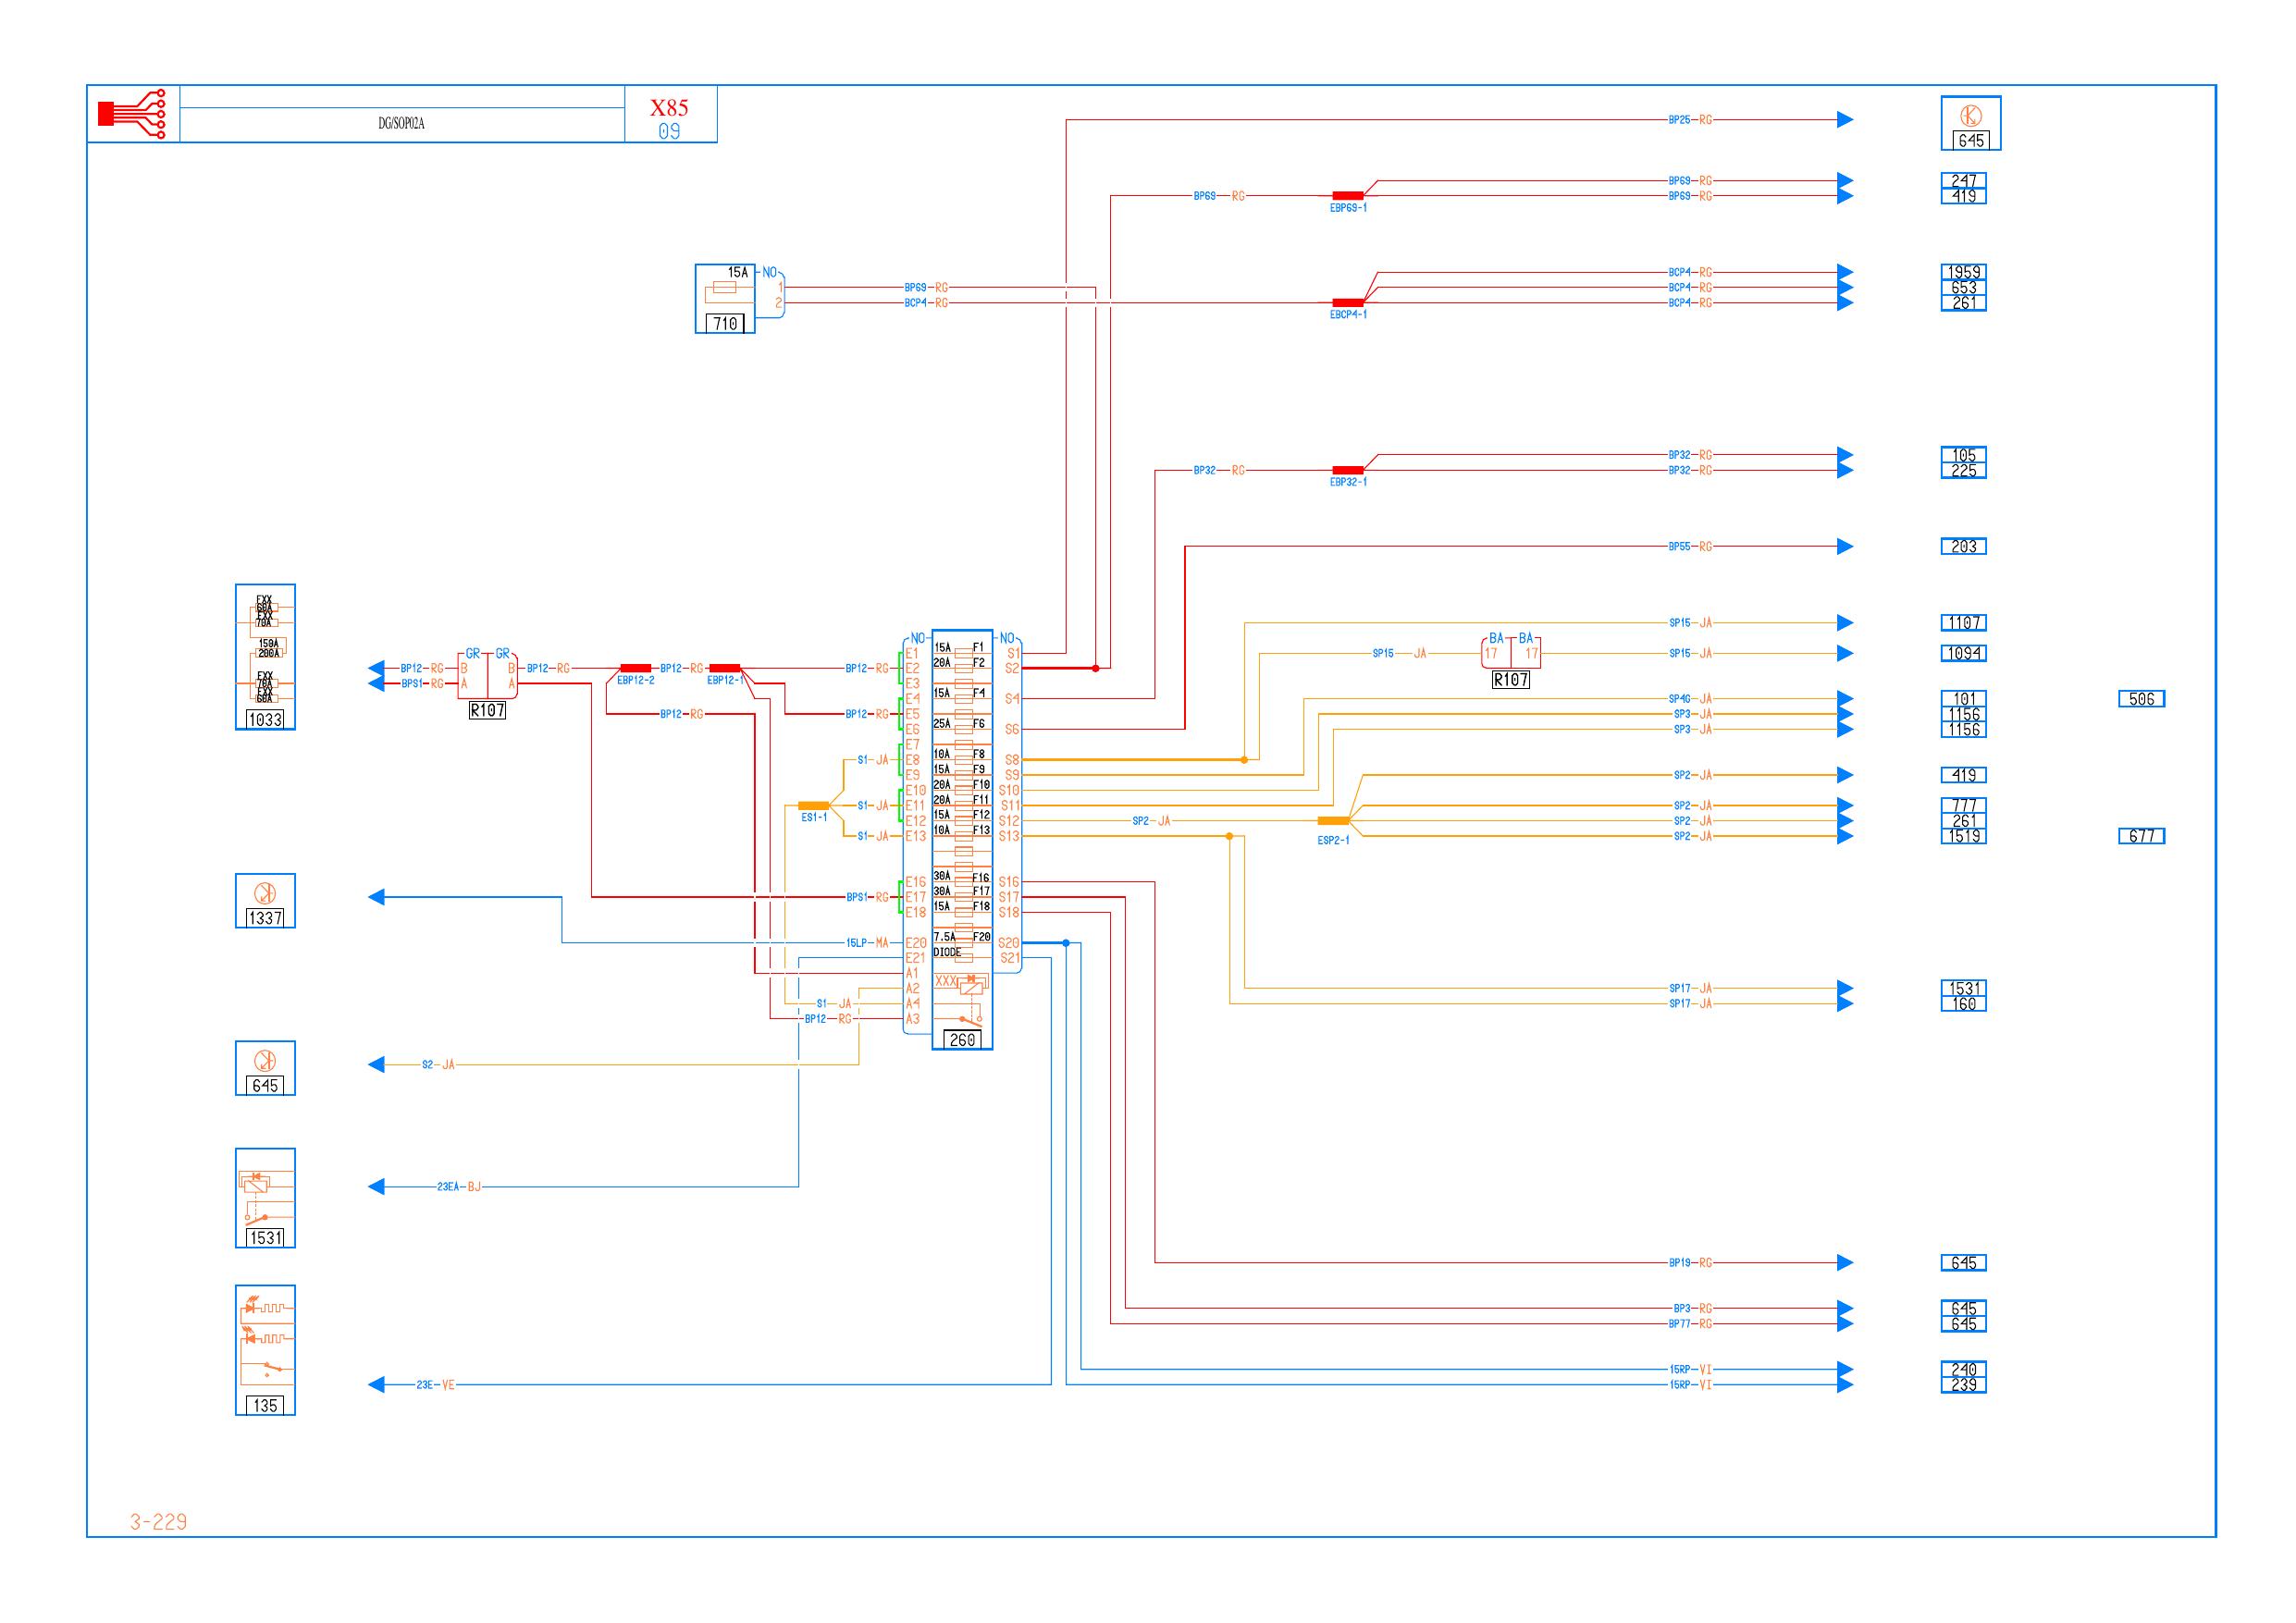 X85
DG/SOP02A
09
BP25 RG
645
BP69 RG
247
BP69 RG
EBP69-1
BP69 RG
419
15A NO
1
2
710
BP69 RG
BCP4 RG
EBCP4-1
BCP4 RG
1959
BCP4 RG
653
BCP4 RG
261
BP32 RG
105
BP32 RG
EBP32-1
BP32 RG
225
BP55 RG
203
FXX
60A
FXX
70A
150A
200A
FXX
70A
FXX
60A
1033
SP15 JA
1107
BP12 RG
BPS1 RG
GR GR
B B
A A
R107
BP12 RG
EBP12-2
BP12 RG
EBP12-1
BP12 RG
BP12 RG
BP12 RG
NO NO
E1 15A F1 S1
E2 20A F2 S2
E3
E4 15A F4 S4
E5
E6 25A F6 S6
E7
E8 10A F8 S8
E9 15A F9 S9
E10 20A F10 S10
E11 20A F11 S11
E12 15A F12 S12
E13 10A F13 S13
E16 30A F16 S16
E17 30A F17 S17
E18 15A F18 S18
E20 7.5A F20 S20
E21 DIODE S21
A1
A2 XXX
A4
A3
260
SP15 JA
BA BA
17 17
R107
SP15 JA
1094
SP4G JA
101
506
SP3 JA
1156
SP3 JA
1156
S1 JA
S1 JA
ES1-1
S1 JA
SP2 JA
419
SP2 JA
777
SP2 JA
ESP2-1
SP2 JA
261
SP2 JA
1519
677
1337
BPS1 RG
15LP MA
S1 JA
BP12 RG
SP17 JA
1531
SP17 JA
160
645
S2 JA
1531
23EA BJ
BP19 RG
645
BP3 RG
645
BP77 RG
645
15RP VI
240
15RP VI
239
135
23E VE
3-229